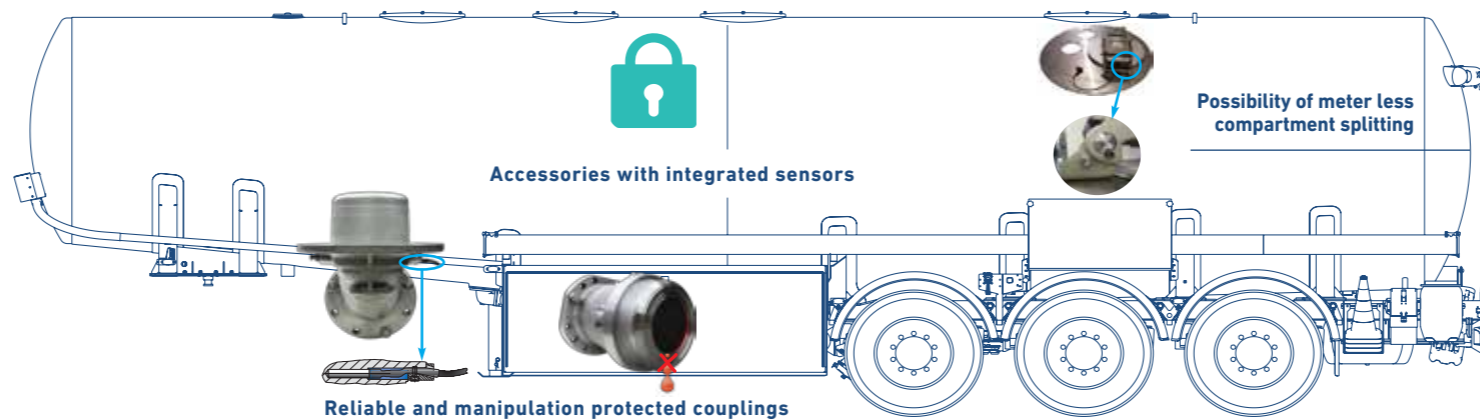 Possibility of meter less
compartment splitting
Accessories with integrated sensors
Reliable and manipulation protected couplings